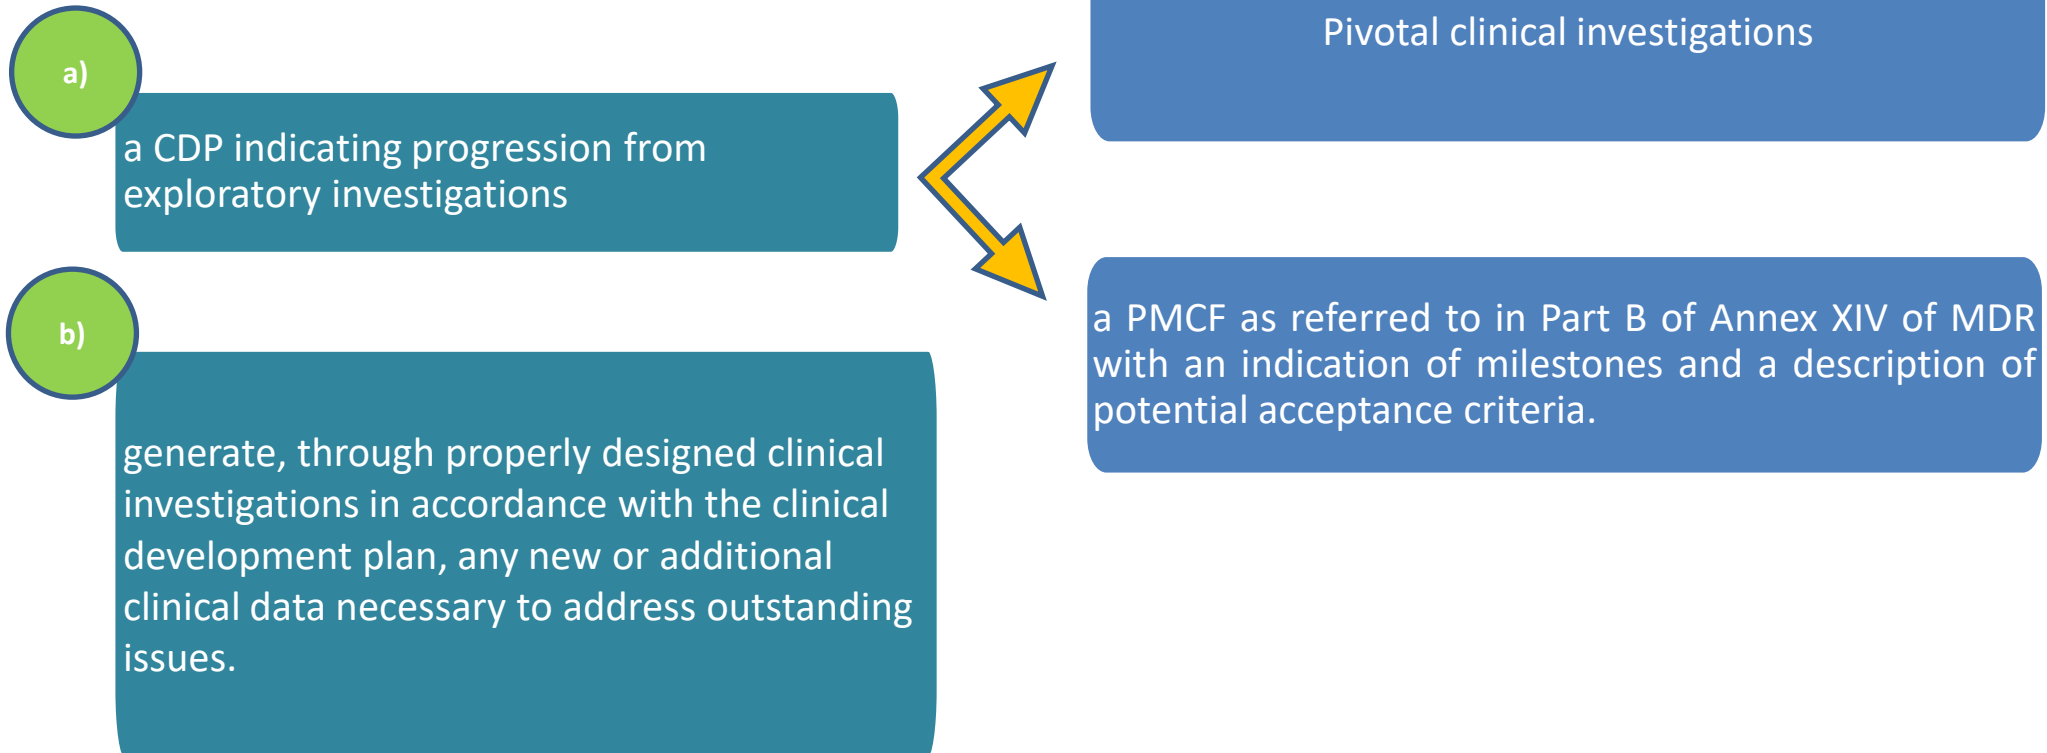 a)
a CDP indicating progression from
exploratory investigations
Pivotal clinical investigations
a PMCF as referred to in Part B of Annex XIV of MDR
with an indication of milestones and a description of
potential acceptance criteria.
b)
generate, through properly designed clinical
investigations in accordance with the clinical
development plan, any new or additional
clinical data necessary to address outstanding
issues.